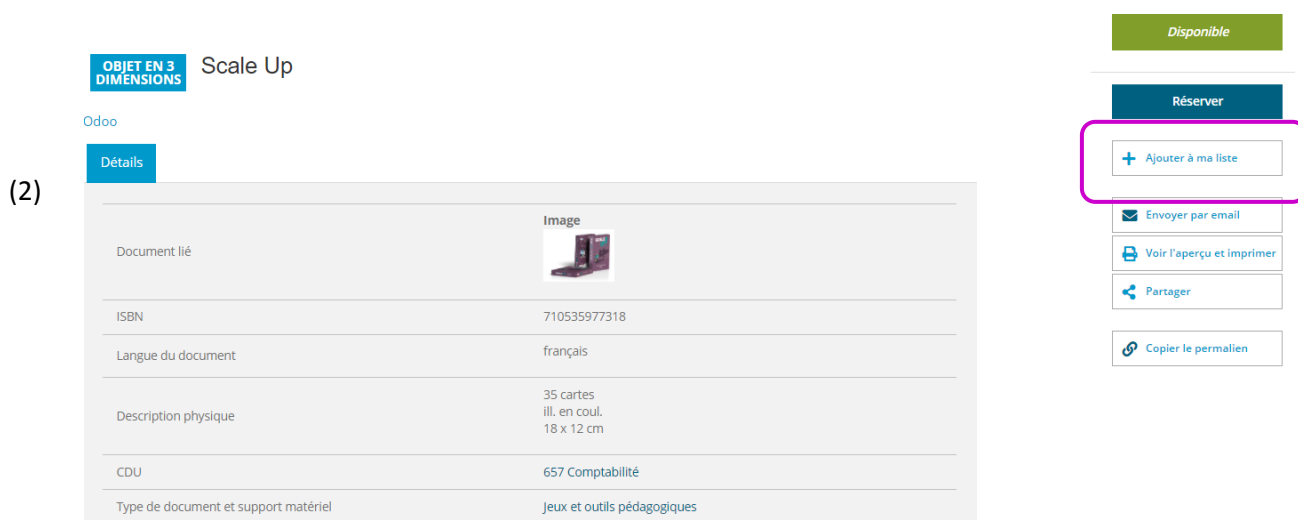 Disponible
OBJET EN 3
DIMENSIONS
Scale Up
Réserver
Odoo
Détails
Ajouter à ma liste
(2)
Image
Envoyer par email
Document lié
Voir l'aperçu et imprimer
Partager
ISBN
710535977318
Langue du document
français
Copier le permalien
35 cartes
Description physique
ill. en coul.
18 x 12 cm
CDU
657 Comptabilité
Type de document et support matériel
Jeux et outils pédagogiques